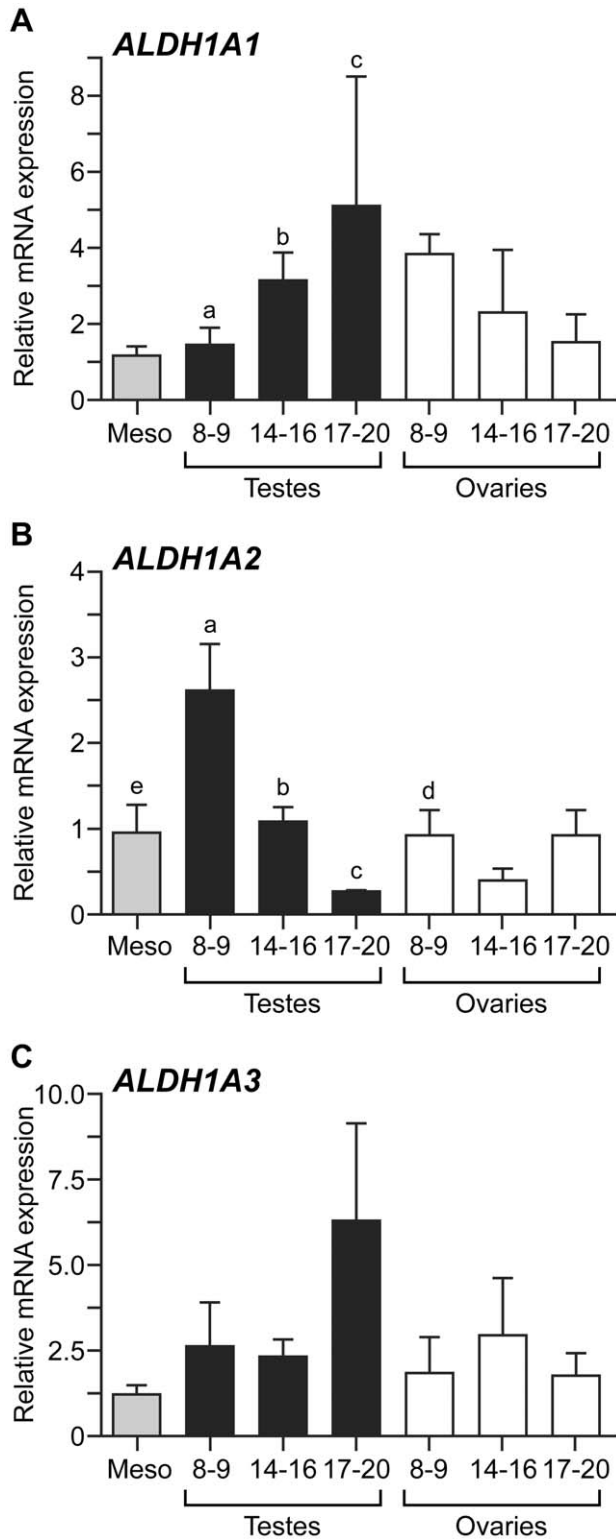 A
ALDH1A1
Relative mRNA expression
8
6
4
2
0
a
b
c
Meso 8-9 14-16 17-20 8-9 14-16 17-20
Testes Ovaries
B
ALDH1A2
Relative mRNA expression
4
3
2
1
0
e
a
b
c
d
Meso 8-9 14-16 17-20 8-9 14-16 17-20
Testes Ovaries
C
ALDH1A3
Relative mRNA expression
10.0
7.5
5.0
2.5
0
Meso 8-9 14-16 17-20 8-9 14-16 17-20
Testes Ovaries